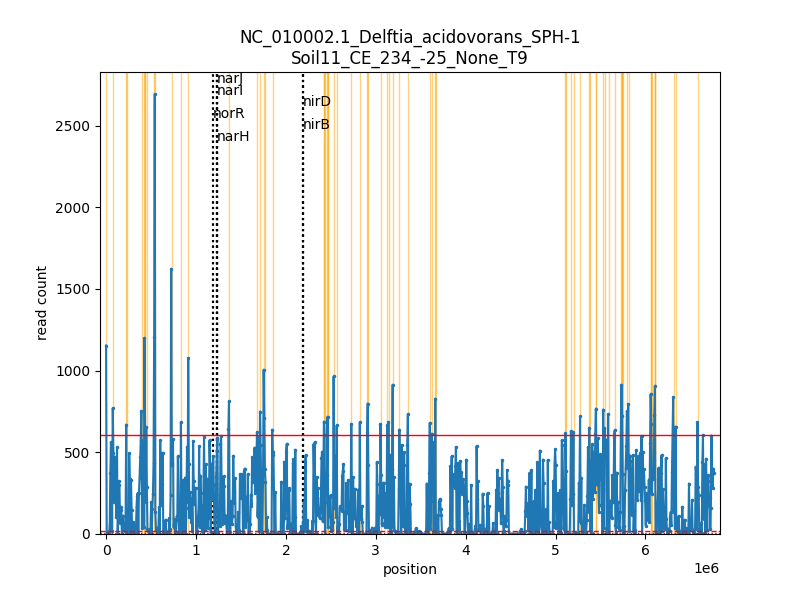 NC_010002.1_Delftia_acidovorans_SPH-1
Soil11_CE_234_-25_None_T9
narJ
narI
norR
narH
nirD
nirB
2500
2000
1500
1000
500
0
read count
0 1 2 3 4 5 6
1e6
position